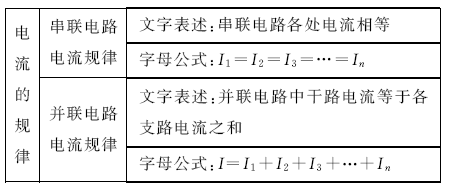 电流的规律
串联电路
电流规律
文字表述:串联电路各处电流相等
字母公式:I₁=I₂=I₃=…=Iₙ
并联电路
电流规律
文字表述:并联电路中干路电流等于各
支路电流之和
字母公式:I=I₁+I₂+I₃+…+Iₙ